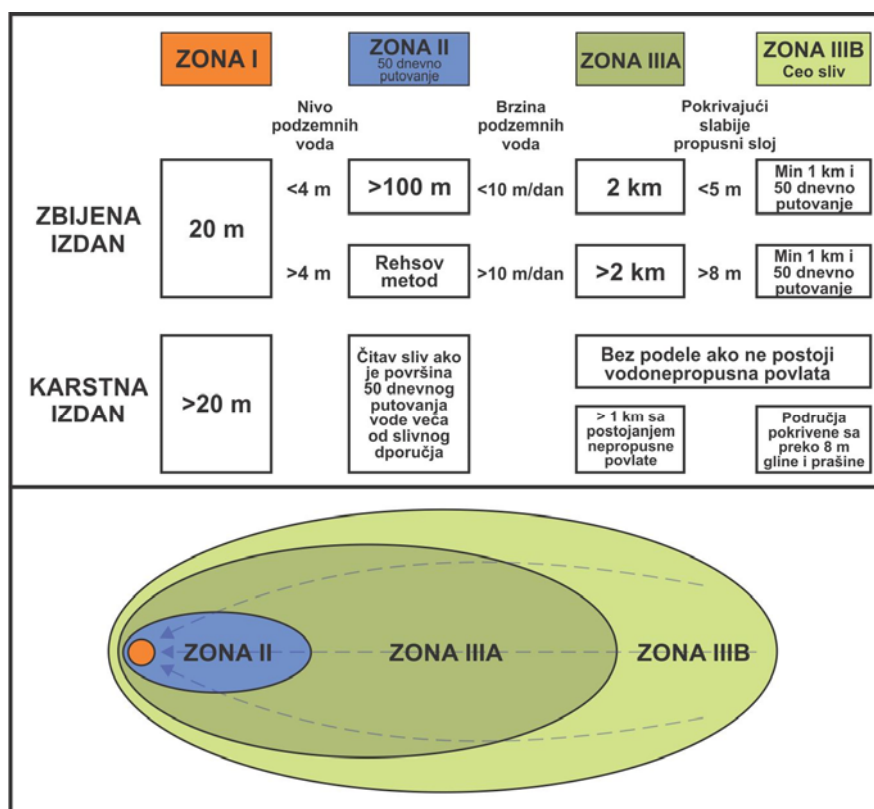 ZONA I
ZONA II
50 dnevno
putovanje
ZONA IIIA
ZONA IIIB
Ceo sliv
Nivo
podzemnih
voda
Brzina
podzemnih
voda
Pokrivajući
slabije
propusni sloj
ZBIJENA
IZDAN
20 m
<4 m
>100 m
<10 m/dan
2 km
<5 m
Min 1 km i
50 dnevno
putovanje
>4 m
Rehsov
metod
>10 m/dan
>2 km
>8 m
Min 1 km i
50 dnevno
putovanje
KARSTNA
IZDAN
>20 m
Čitav sliv ako
je površina
50 dnevnog
putovanja
vode veća
od slivnog
dporučja
Bez podele ako ne postoji
vodonepropusna povlata
> 1 km sa
postojanjem
nepropusne
povlate
Područja
pokrivene sa
preko 8 m
gline i prašine
ZONA II
ZONA IIIA
ZONA IIIB